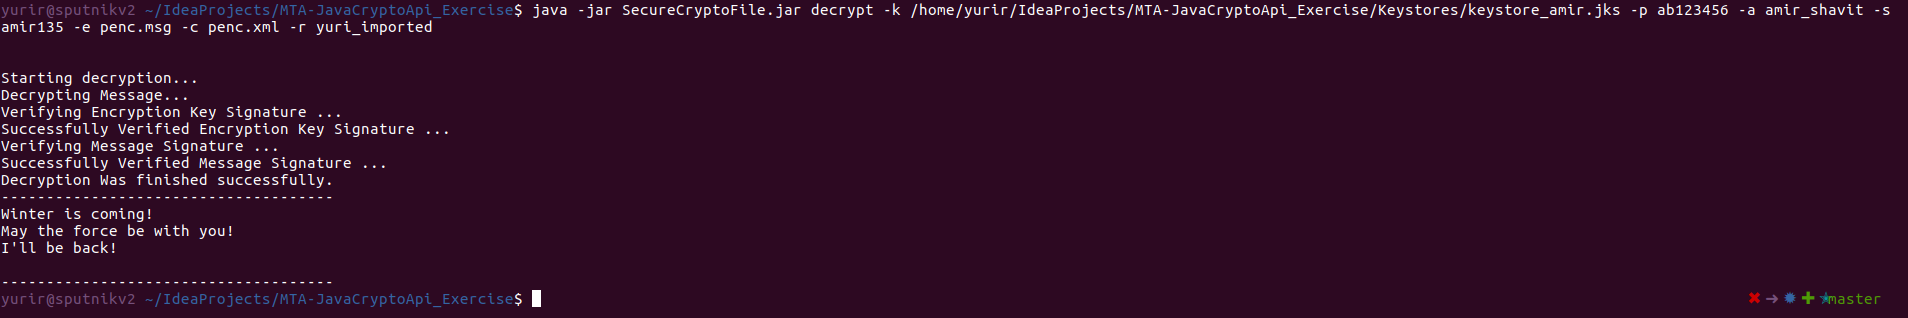 yurir@sputnikv2 ~/IdeaProjects/MTA-JavaCryptoApi_Exercise$ java -jar SecureCryptoFile.jar decrypt -k /home/yurir/IdeaProjects/MTA-JavaCryptoApi_Exercise/Keystores/keystore_amir.jks -p ab123456 -a amir_shavit -s
amir135 -e penc.msg -c penc.xml -r yuri_imported
Starting decryption...
Decrypting Message...
Verifying Encryption Key Signature ...
Successfully Verified Encryption Key Signature ...
Verifying Message Signature ...
Successfully Verified Message Signature ...
Decryption Was finished successfully.
-------------------------------------
Winter is coming!
May the force be with you!
I'll be back!
-------------------------------------
yurir@sputnikv2 ~/IdeaProjects/MTA-JavaCryptoApi_Exercise$ ✖ ➜ ✹ ✚ ★master